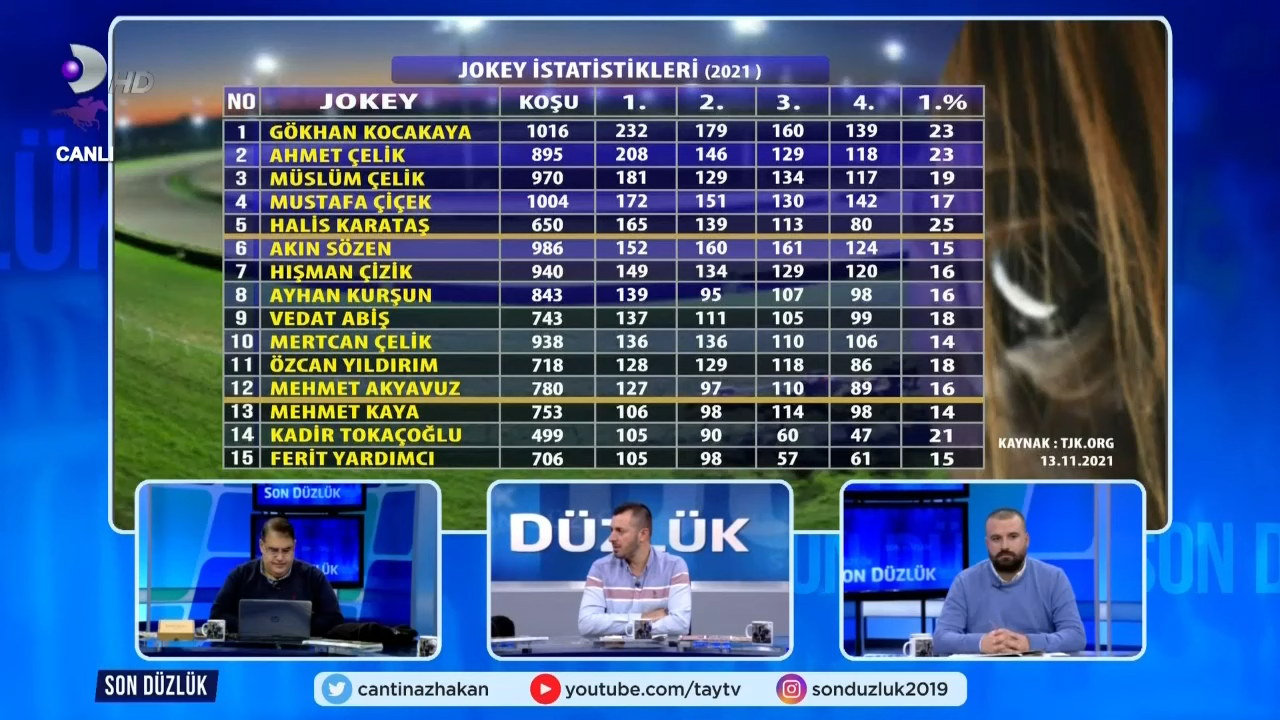 HD
CANLI
JOKEY İSTATİSTİKLERİ (2021 )
NO JOKEY KOŞU 1. 2. 3. 4. 1.%
1 GÖKHAN KOCAKAYA 1016 232 179 160 139 23
2 AHMET ÇELİK 895 208 146 129 118 23
3 MÜSLÜM ÇELİK 970 181 129 134 117 19
4 MUSTAFA ÇİÇEK 1004 172 151 130 142 17
5 HALİS KARATAŞ 650 165 139 113 80 25
6 AKIN SÖZEN 986 152 160 161 124 15
7 HIŞMAN ÇİZİK 940 149 134 129 120 16
8 AYHAN KURŞUN 843 139 95 107 98 16
9 VEDAT ABİŞ 743 137 111 105 99 18
10 MERTCAN ÇELİK 938 136 136 110 106 14
11 ÖZCAN YILDIRIM 718 128 129 118 86 18
12 MEHMET AKYAVUZ 780 127 97 110 89 16
13 MEHMET KAYA 753 106 98 114 98 14
14 KADİR TOKAÇOĞLU 499 105 90 60 47 21
15 FERİT YARDIMCI 706 105 98 57 61 15
KAYNAK : TJK.ORG
13.11.2021
SON DÜZLÜK
DÜZLÜK
ON DÜZLÜK
SON DÜZLÜK
cantinazhakan
youtube.com/taytv
sonduzluk2019